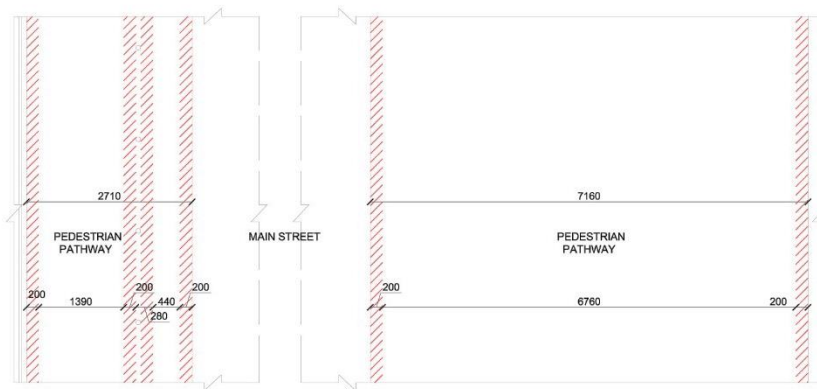 2710
7160
PEDESTRIAN
PATHWAY
MAIN STREET
PEDESTRIAN
PATHWAY
200
1390
200
440
200
280
200
6760
200